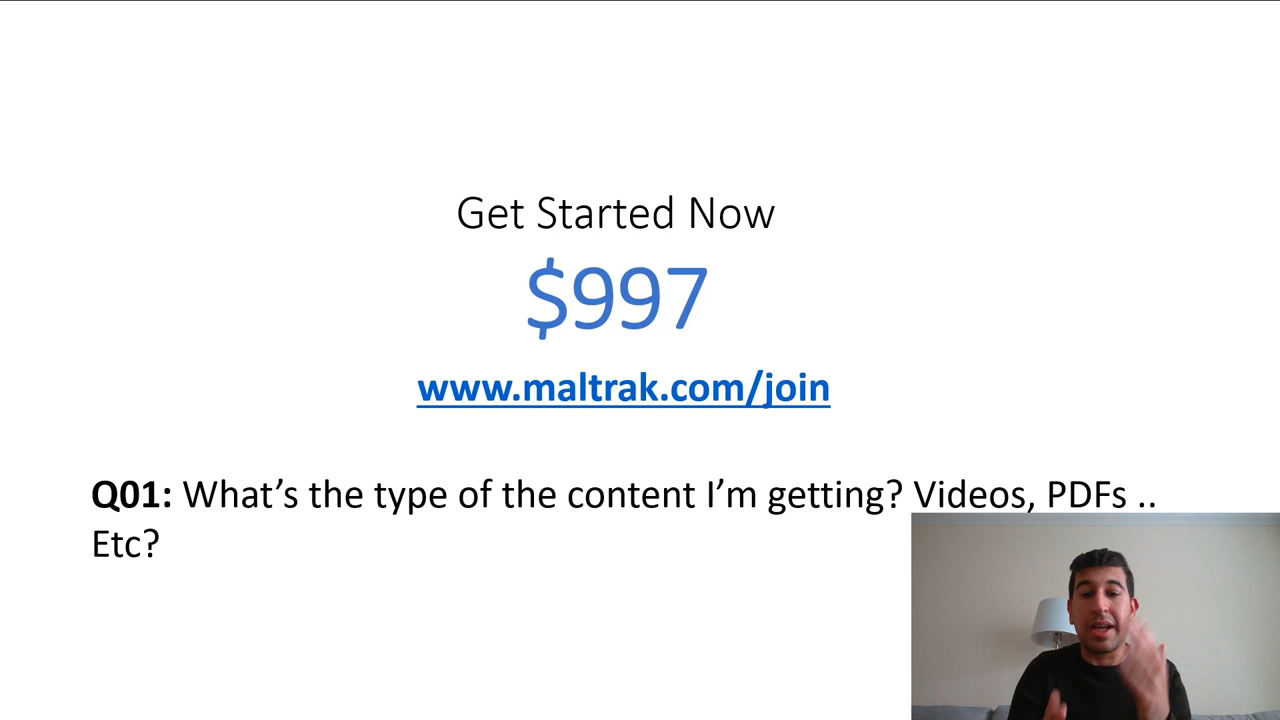 Get Started Now
$997
www.maltrak.com/join
Q01: What’s the type of the content I’m getting? Videos, PDFs ..
Etc?